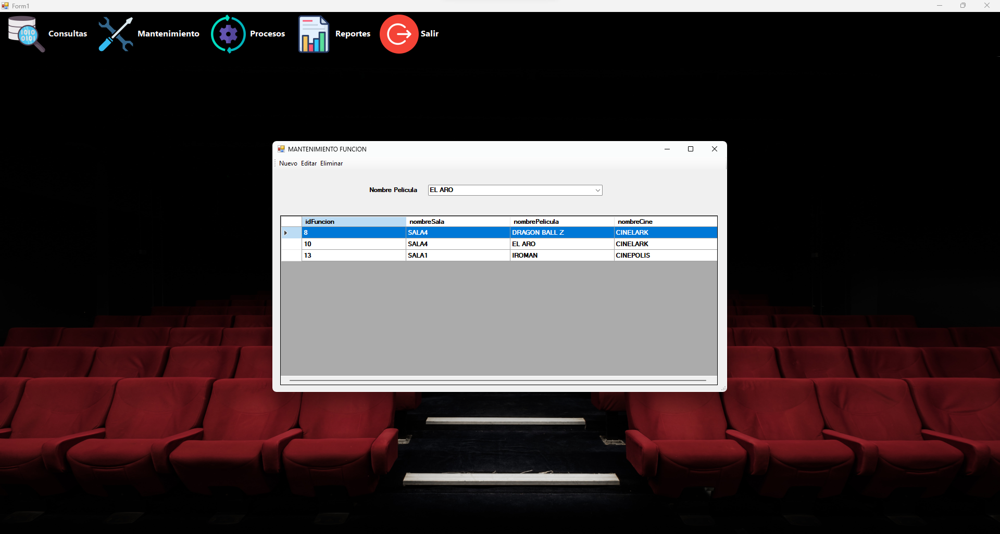 Form1
Consultas Mantenimiento Procesos Reportes Salir
MANTENIMIENTO FUNCION
Nuevo Editar Eliminar
Nombre Pelicula EL ARO
idFuncion nombreSala nombrePelicula nombreCine
8 SALA4 DRAGON BALL Z CINELARK
10 SALA4 EL ARO CINELARK
13 SALA1 IROMAN CINEPOLIS